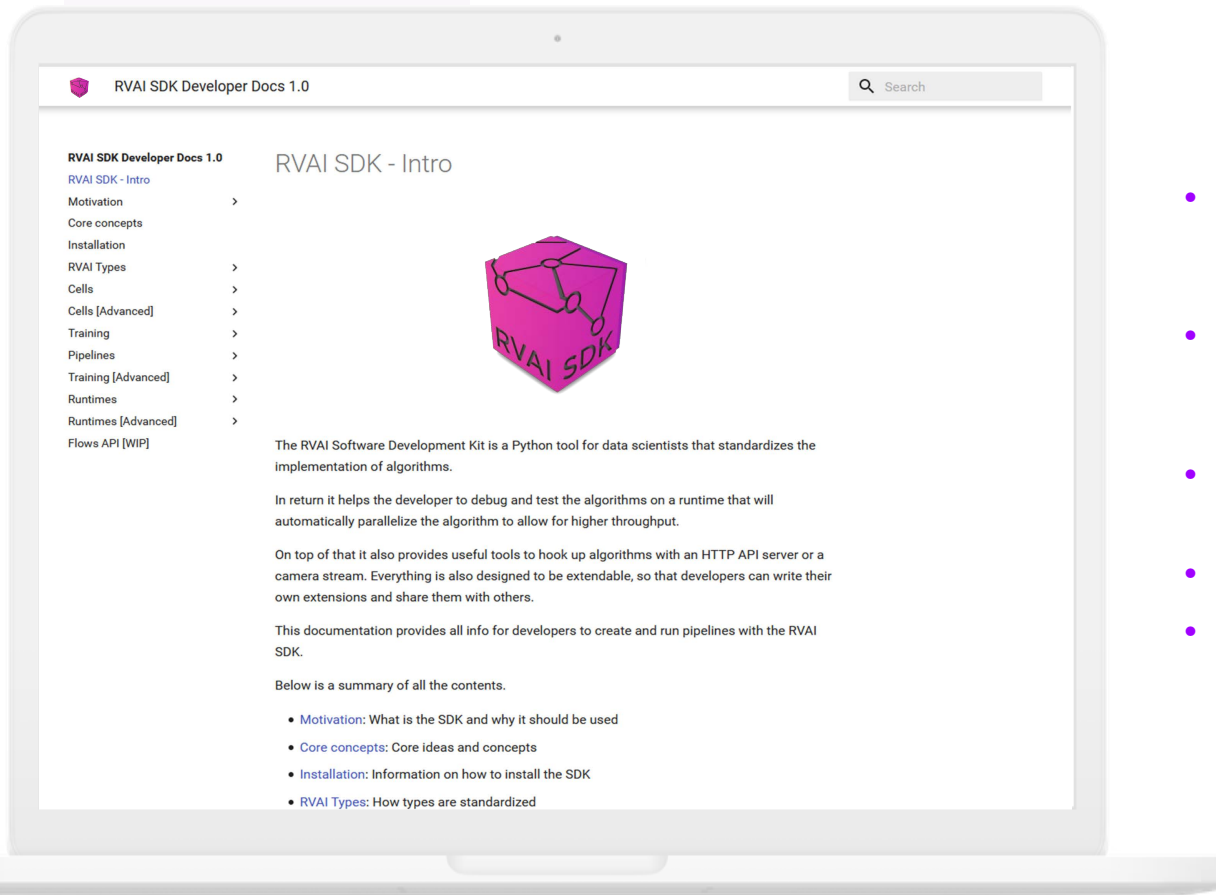 RVAI SDK Developer Docs 1.0
Search
RVAI SDK Developer Docs 1.0
RVAI SDK - Intro
Motivation
Core concepts
Installation
RVAI Types
Cells
Cells [Advanced]
Training
Pipelines
Training [Advanced]
Runtimes
Runtimes [Advanced]
Flows API [WIP]
RVAI SDK - Intro
RVAI SDK
The RVAI Software Development Kit is a Python tool for data scientists that standardizes the
implementation of algorithms.
In return it helps the developer to debug and test the algorithms on a runtime that will
automatically parallelize the algorithm to allow for higher throughput.
On top of that it also provides useful tools to hook up algorithms with an HTTP API server or a
camera stream. Everything is also designed to be extendable, so that developers can write their
own extensions and share them with others.
This documentation provides all info for developers to create and run pipelines with the RVAI
SDK.
Below is a summary of all the contents.
• Motivation: What is the SDK and why it should be used
• Core concepts: Core ideas and concepts
• Installation: Information on how to install the SDK
• RVAI Types: How types are standardized